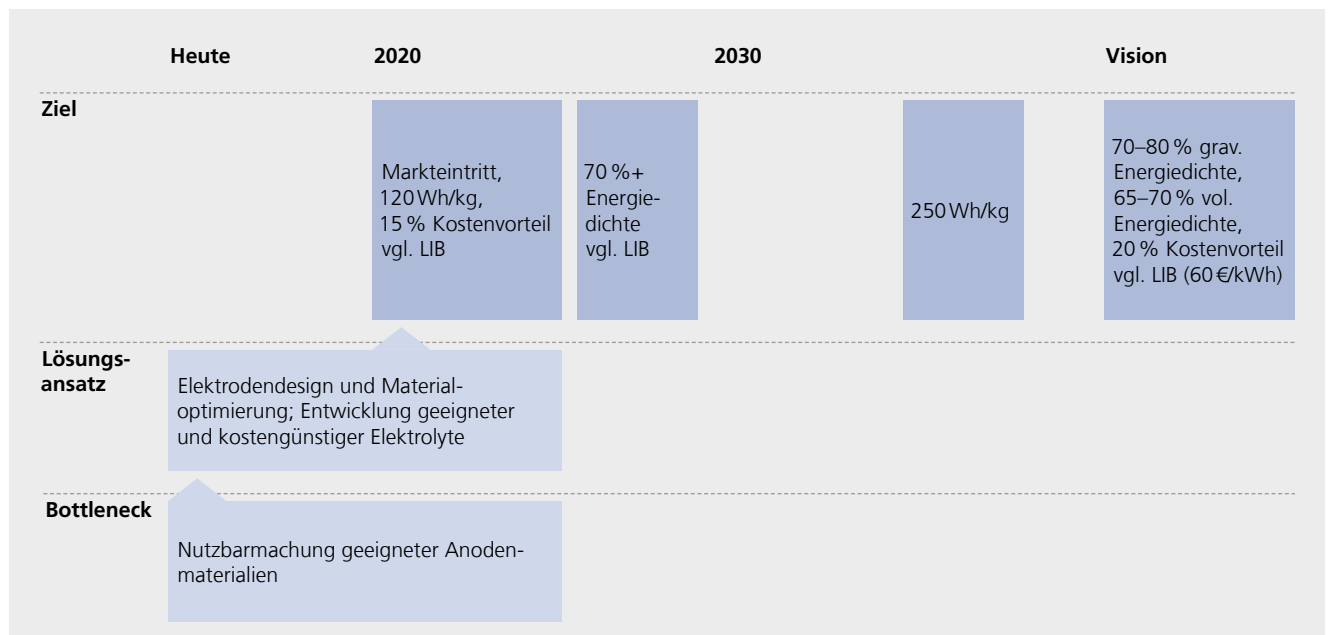 Heute
2020
2030
Vision
Ziel
Markteintritt,
120 Wh/kg,
15 % Kostenvorteil
vgl. LIB
70 %+
Energie-
dichte
vgl. LIB
250 Wh/kg
70–80 % grav.
Energiedichte,
65–70 % vol.
Energiedichte,
20 % Kostenvorteil
vgl. LIB (60 €/kWh)
Lösungs-
ansatz
Elektrodendesign und Material-
optimierung; Entwicklung geeigneter
und kostengünstiger Elektrolyte
Bottleneck
Nutzbarmachung geeigneter Anoden-
materialien